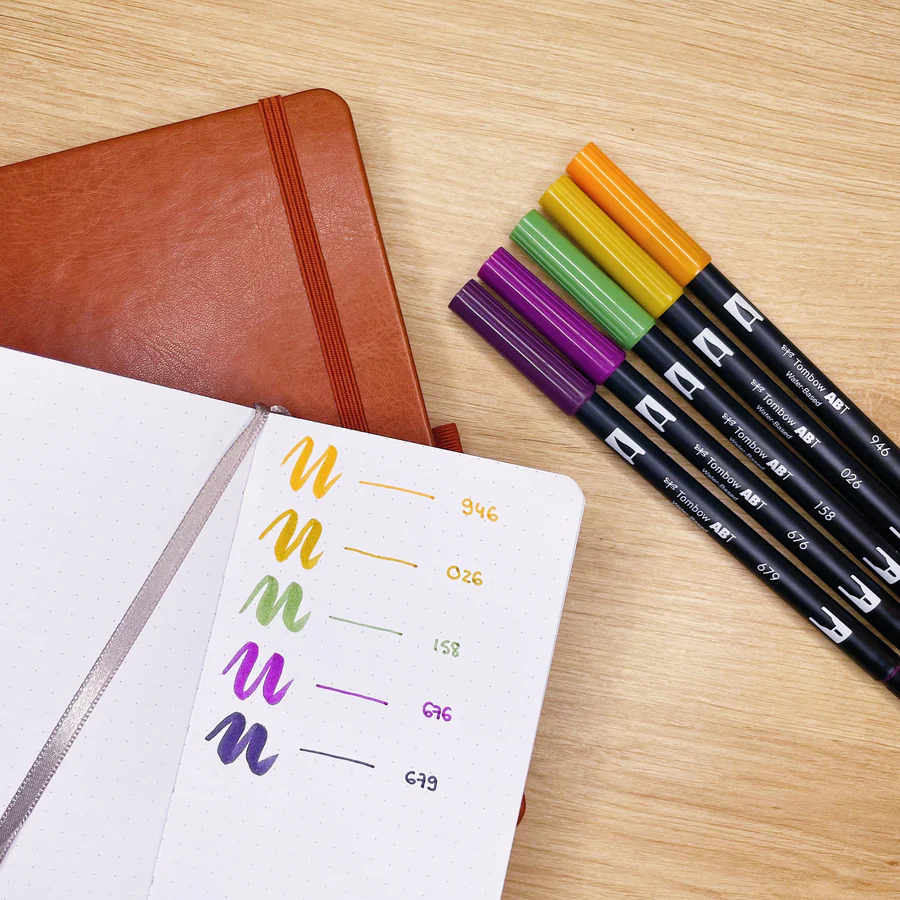 946
026
158
676
679
Tombow ABT
Water-Based
946
Tombow ABT
Water-Based
026
Tombow ABT
Water-Based
158
Tombow ABT
Water-Based
676
Tombow ABT
Water-Based
679